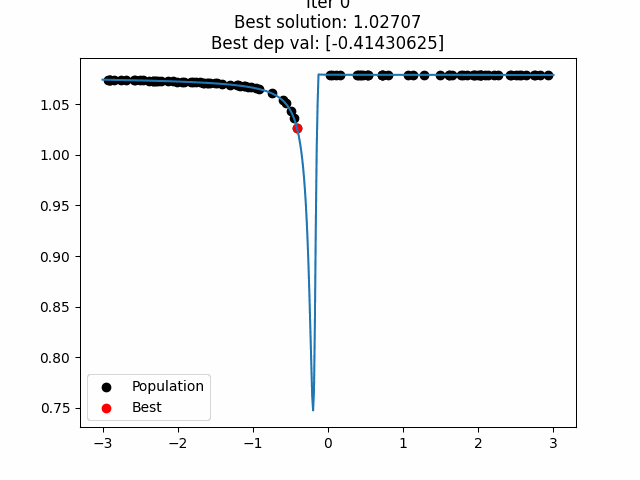 Iter 0
Best solution: 1.02707
Best dep val: [-0.41430625]
1.05
1.00
0.95
0.90
0.85
0.80
0.75
Population
Best
−3 −2 −1 0 1 2 3